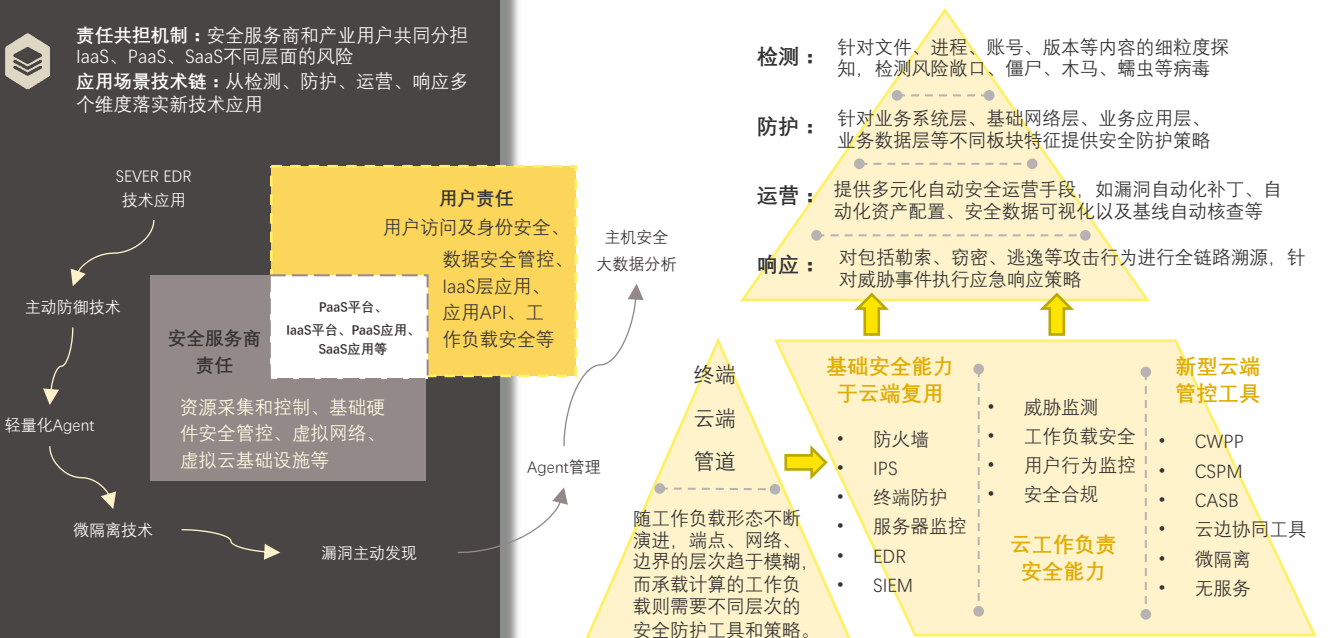 责任共担机制：安全服务商和产业用户共同分担
IaaS、PaaS、SaaS不同层面的风险
应用场景技术链：从检测、防护、运营、响应多
个维度落实新技术应用
SEVER EDR
技术应用
主动防御技术
轻量化Agent
微隔离技术
漏洞主动发现
Agent管理
主机安全
大数据分析
用户责任
用户访问及身份安全、
数据安全管控、
IaaS层应用、
应用API、工
作负载安全等
PaaS平台、
IaaS平台、PaaS应用、
SaaS应用等
安全服务商
责任
资源采集和控制、基础硬
件安全管控、虚拟网络、
虚拟云基础设施等
检测：
针对文件、进程、账号、版本等内容的细粒度探
知，检测风险敞口、僵尸、木马、蠕虫等病毒
防护：
针对业务系统层、基础网络层、业务应用层、
业务数据层等不同板块特征提供安全防护策略
运营：
提供多元化自动安全运营手段，如漏洞自动化补丁、自
动化资产配置、安全数据可视化以及基线自动核查等
响应：
对包括勒索、窃密、逃逸等攻击行为进行全链路溯源，针
对威胁事件执行应急响应策略
终端
云端
管道
随工作负载形态不断
演进，端点、网络、
边界的层次趋于模糊，
而承载计算的工作负
载则需要不同层次的
安全防护工具和策略。
基础安全能力
于云端复用
• 防火墙
• IPS
• 终端防护
• 服务器监控
• EDR
• SIEM
• 威胁监测
• 工作负载安全
• 用户行为监控
• 安全合规
云工作负责
安全能力
新型云端
管控工具
• CWPP
• CSPM
• CASB
• 云边协同工具
• 微隔离
• 无服务